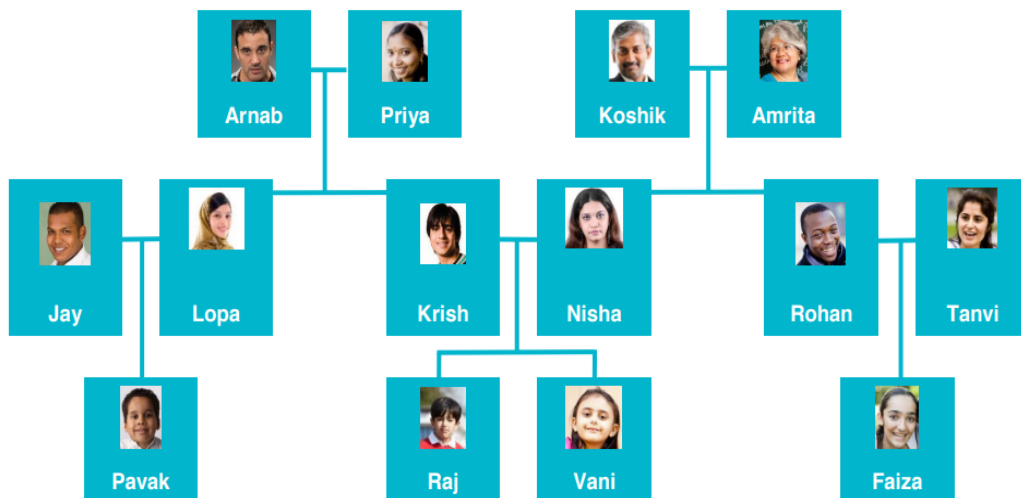 Arnab
Priya
Koshik
Amrita
Jay
Lopa
Krish
Nisha
Rohan
Tanvi
Pavak
Raj
Vani
Faiza